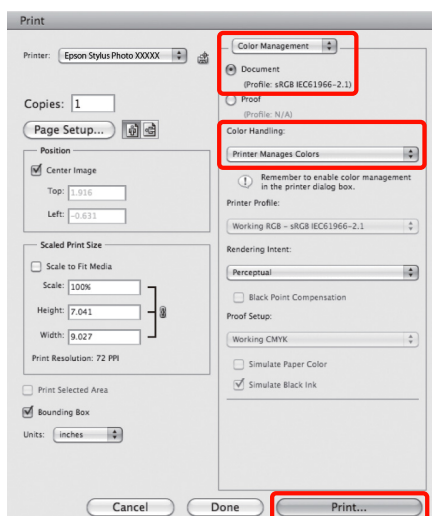 Print
Printer: Epson Stylus Photo XXXXX
Copies: 1
Page Setup...
Position
Center Image
Top: 1.916
Left: -0.631
Scaled Print Size
Scale to Fit Media
Scale: 100%
Height: 7.041
Width: 9.027
Print Resolution: 72 PPI
Print Selected Area
Bounding Box
Units: inches
Color Management
Document
(Profile: sRGB IEC61966-2.1)
Proof
(Profile: N/A)
Color Handling:
Printer Manages Colors
Remember to enable color management
in the printer dialog box.
Printer Profile:
Working RGB - sRGB IEC61966-2.1
Rendering Intent:
Perceptual
Black Point Compensation
Proof Setup:
Working CMYK
Simulate Paper Color
Simulate Black Ink
Cancel
Done
Print...